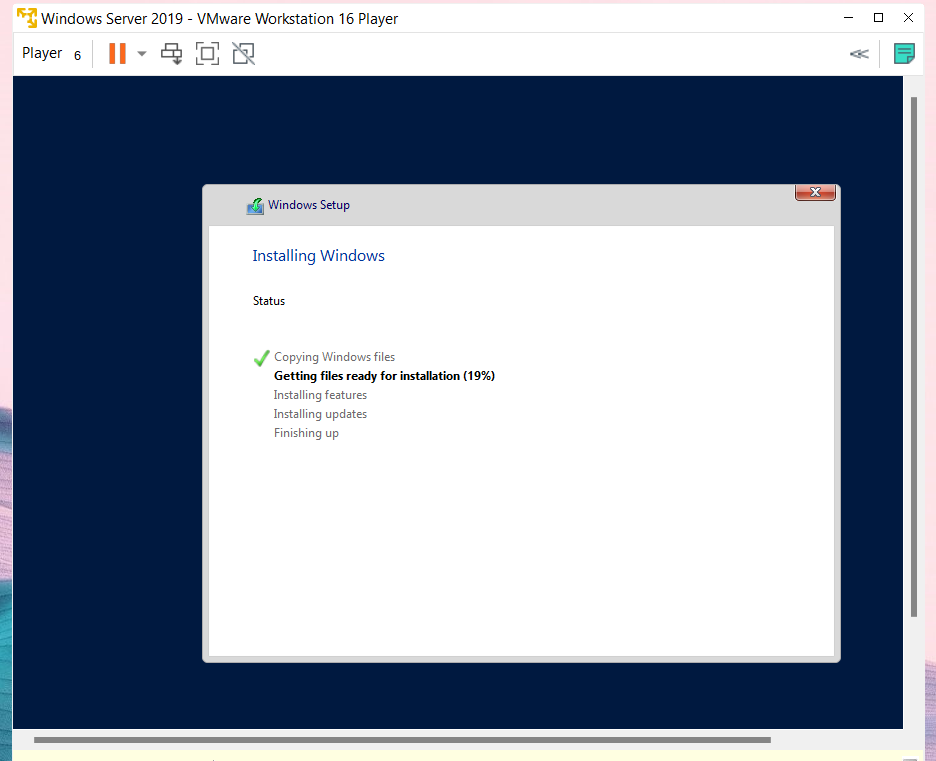 Windows Server 2019 - VMware Workstation 16 Player
Player 6
Windows Setup
Installing Windows
Status
Copying Windows files
Getting files ready for installation (19%)
Installing features
Installing updates
Finishing up